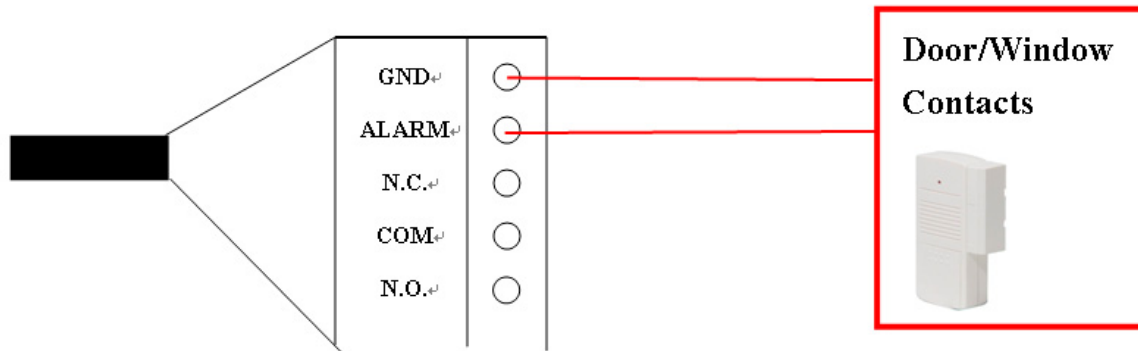 GND↵
ALARM↵
N.C.↵
COM↵
N.O.↵
Door/Window
Contacts